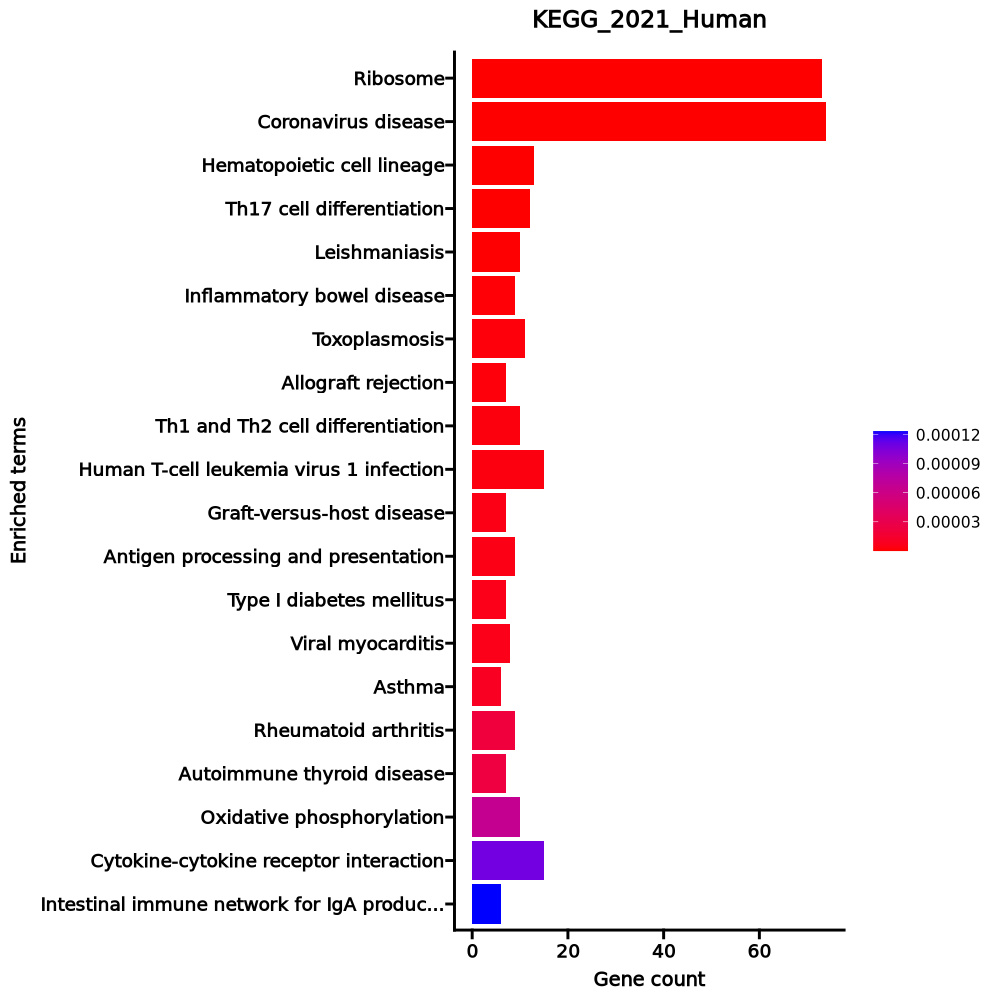 KEGG_2021_Human
Ribosome
Coronavirus disease
Hematopoietic cell lineage
Th17 cell differentiation
Leishmaniasis
Inflammatory bowel disease
Toxoplasmosis
Allograft rejection
Th1 and Th2 cell differentiation
Human T-cell leukemia virus 1 infection
Graft-versus-host disease
Antigen processing and presentation
Type I diabetes mellitus
Viral myocarditis
Asthma
Rheumatoid arthritis
Autoimmune thyroid disease
Oxidative phosphorylation
Cytokine-cytokine receptor interaction
Intestinal immune network for IgA produc...
Enriched terms
0 20 40 60
Gene count
0.00012
0.00009
0.00006
0.00003